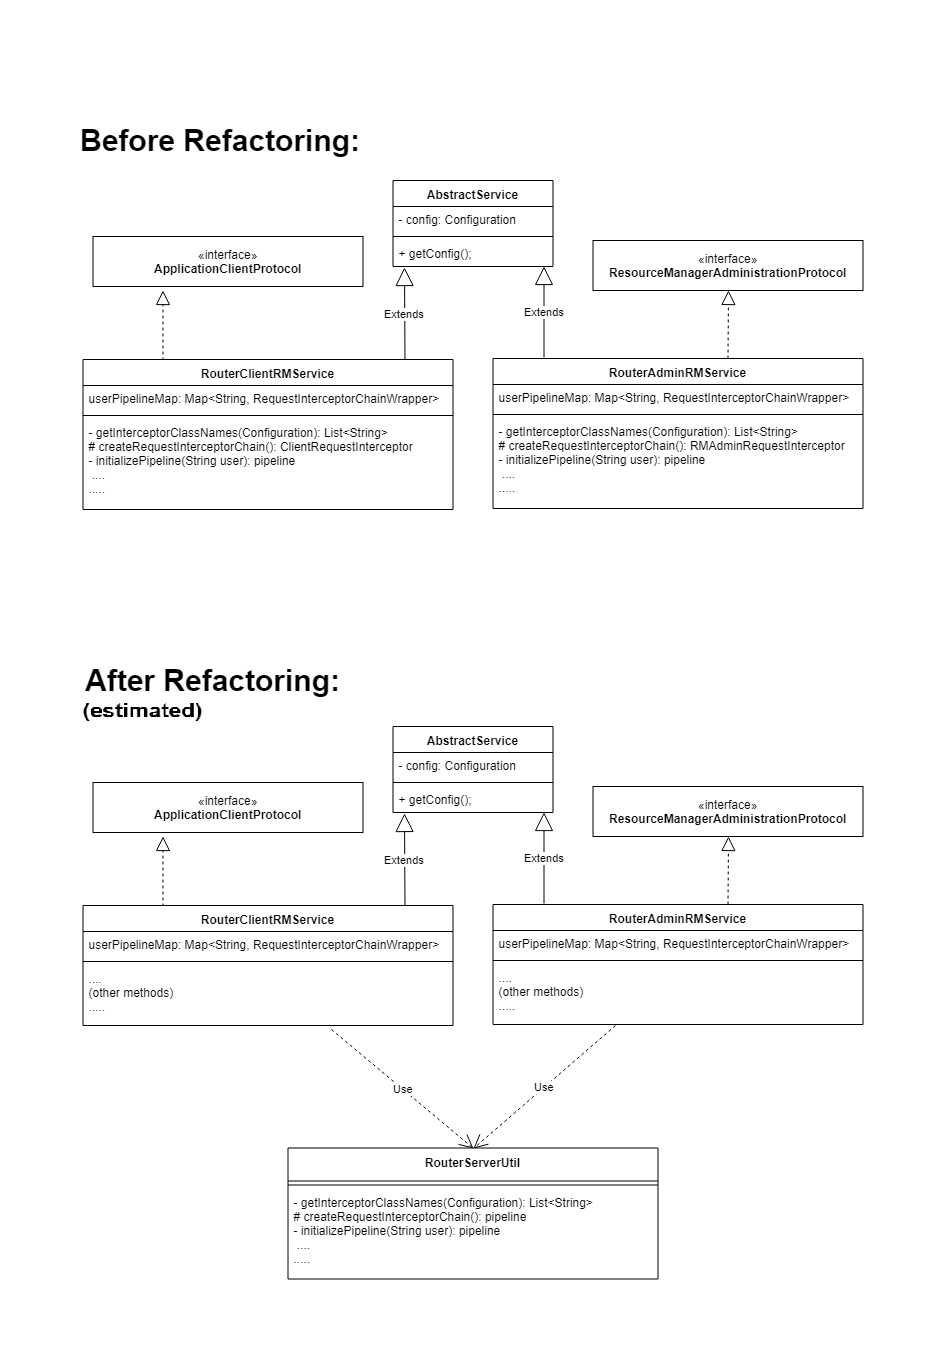 Before Refactoring:
AbstractService
- config: Configuration
+ getConfig();
«interface»
ApplicationClientProtocol
«interface»
ResourceManagerAdministrationProtocol
Extends
Extends
RouterClientRMService
userPipelineMap: Map<String, RequestInterceptorChainWrapper>
- getInterceptorClassNames(Configuration): List<String>
# createRequestInterceptorChain(): ClientRequestInterceptor
- initializePipeline(String user): pipeline
....
.....
RouterAdminRMService
userPipelineMap: Map<String, RequestInterceptorChainWrapper>
- getInterceptorClassNames(Configuration): List<String>
# createRequestInterceptorChain(): RMAdminRequestInterceptor
- initializePipeline(String user): pipeline
....
.....
After Refactoring:
(estimated)
AbstractService
- config: Configuration
+ getConfig();
«interface»
ApplicationClientProtocol
«interface»
ResourceManagerAdministrationProtocol
Extends
Extends
RouterClientRMService
userPipelineMap: Map<String, RequestInterceptorChainWrapper>
....
(other methods)
.....
RouterAdminRMService
userPipelineMap: Map<String, RequestInterceptorChainWrapper>
....
(other methods)
.....
Use
Use
RouterServerUtil
- getInterceptorClassNames(Configuration): List<String>
# createRequestInterceptorChain(): pipeline
- initializePipeline(String user): pipeline
....
.....